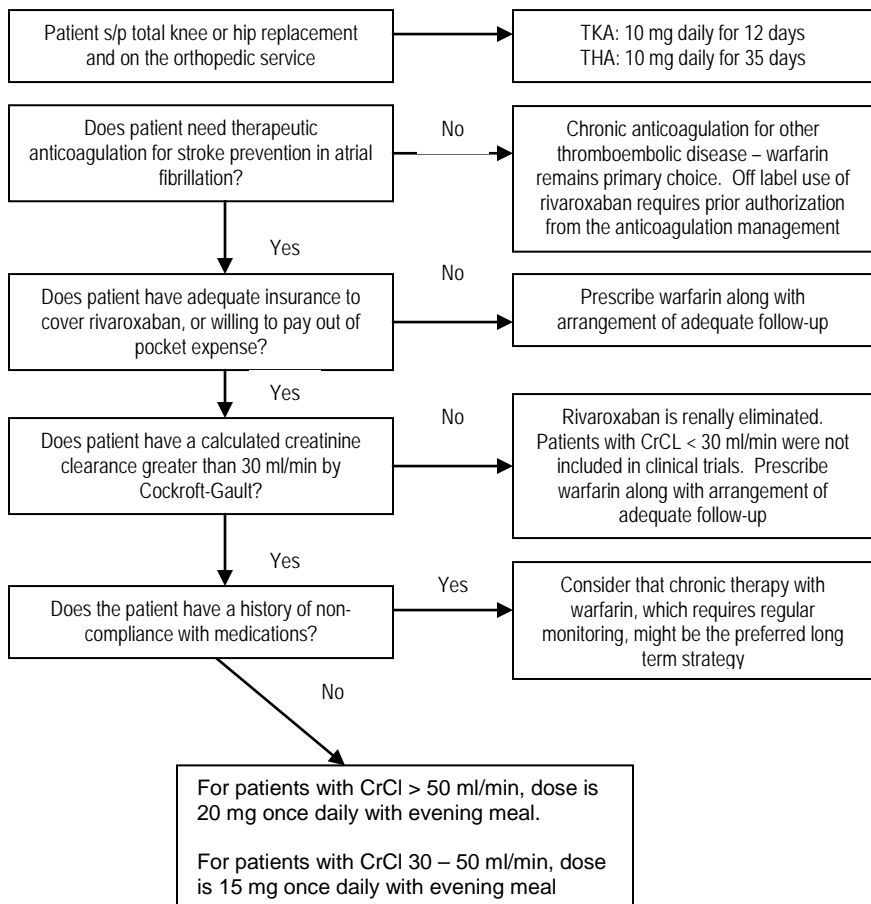 Patient s/p total knee or hip replacement
and on the orthopedic service
TKA: 10 mg daily for 12 days
THA: 10 mg daily for 35 days
Does patient need therapeutic
anticoagulation for stroke prevention in atrial
fibrillation?
No
Chronic anticoagulation for other
thromboembolic disease – warfarin
remains primary choice. Off label use of
rivaroxaban requires prior authorization
from the anticoagulation management
Yes
Does patient have adequate insurance to
cover rivaroxaban, or willing to pay out of
pocket expense?
No
Prescribe warfarin along with
arrangement of adequate follow-up
Yes
Does patient have a calculated creatinine
clearance greater than 30 ml/min by
Cockroft-Gault?
No
Rivaroxaban is renally eliminated.
Patients with CrCL < 30 ml/min were not
included in clinical trials. Prescribe
warfarin along with arrangement of
adequate follow-up
Yes
Does the patient have a history of non-
compliance with medications?
Yes
Consider that chronic therapy with
warfarin, which requires regular
monitoring, might be the preferred long
term strategy
No
For patients with CrCl > 50 ml/min, dose is
20 mg once daily with evening meal.
For patients with CrCl 30 – 50 ml/min, dose
is 15 mg once daily with evening meal